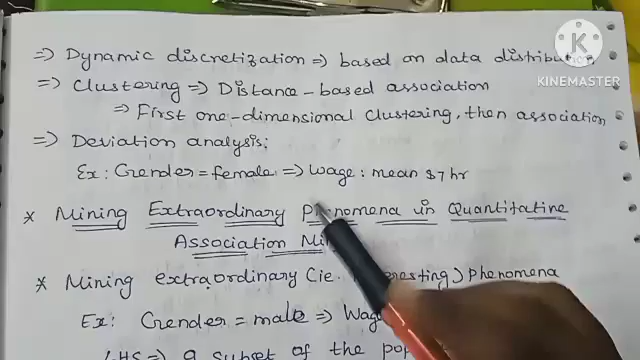 => Dynamic discretization => based on data distribu
=> Clustering => Distance-based association
=> First one-dimensional clustering, then association
=> Deviation analysis:
Ex: Gender = female => Wage: mean $7 hr
* Mining Extraordinary Phenomena in Quantitative
Association Mi
* Mining extraordinary (ie. resting) phenomena
Ex: Gender = male => Wag
LHS => a subset of the pop
K
KINEMASTER